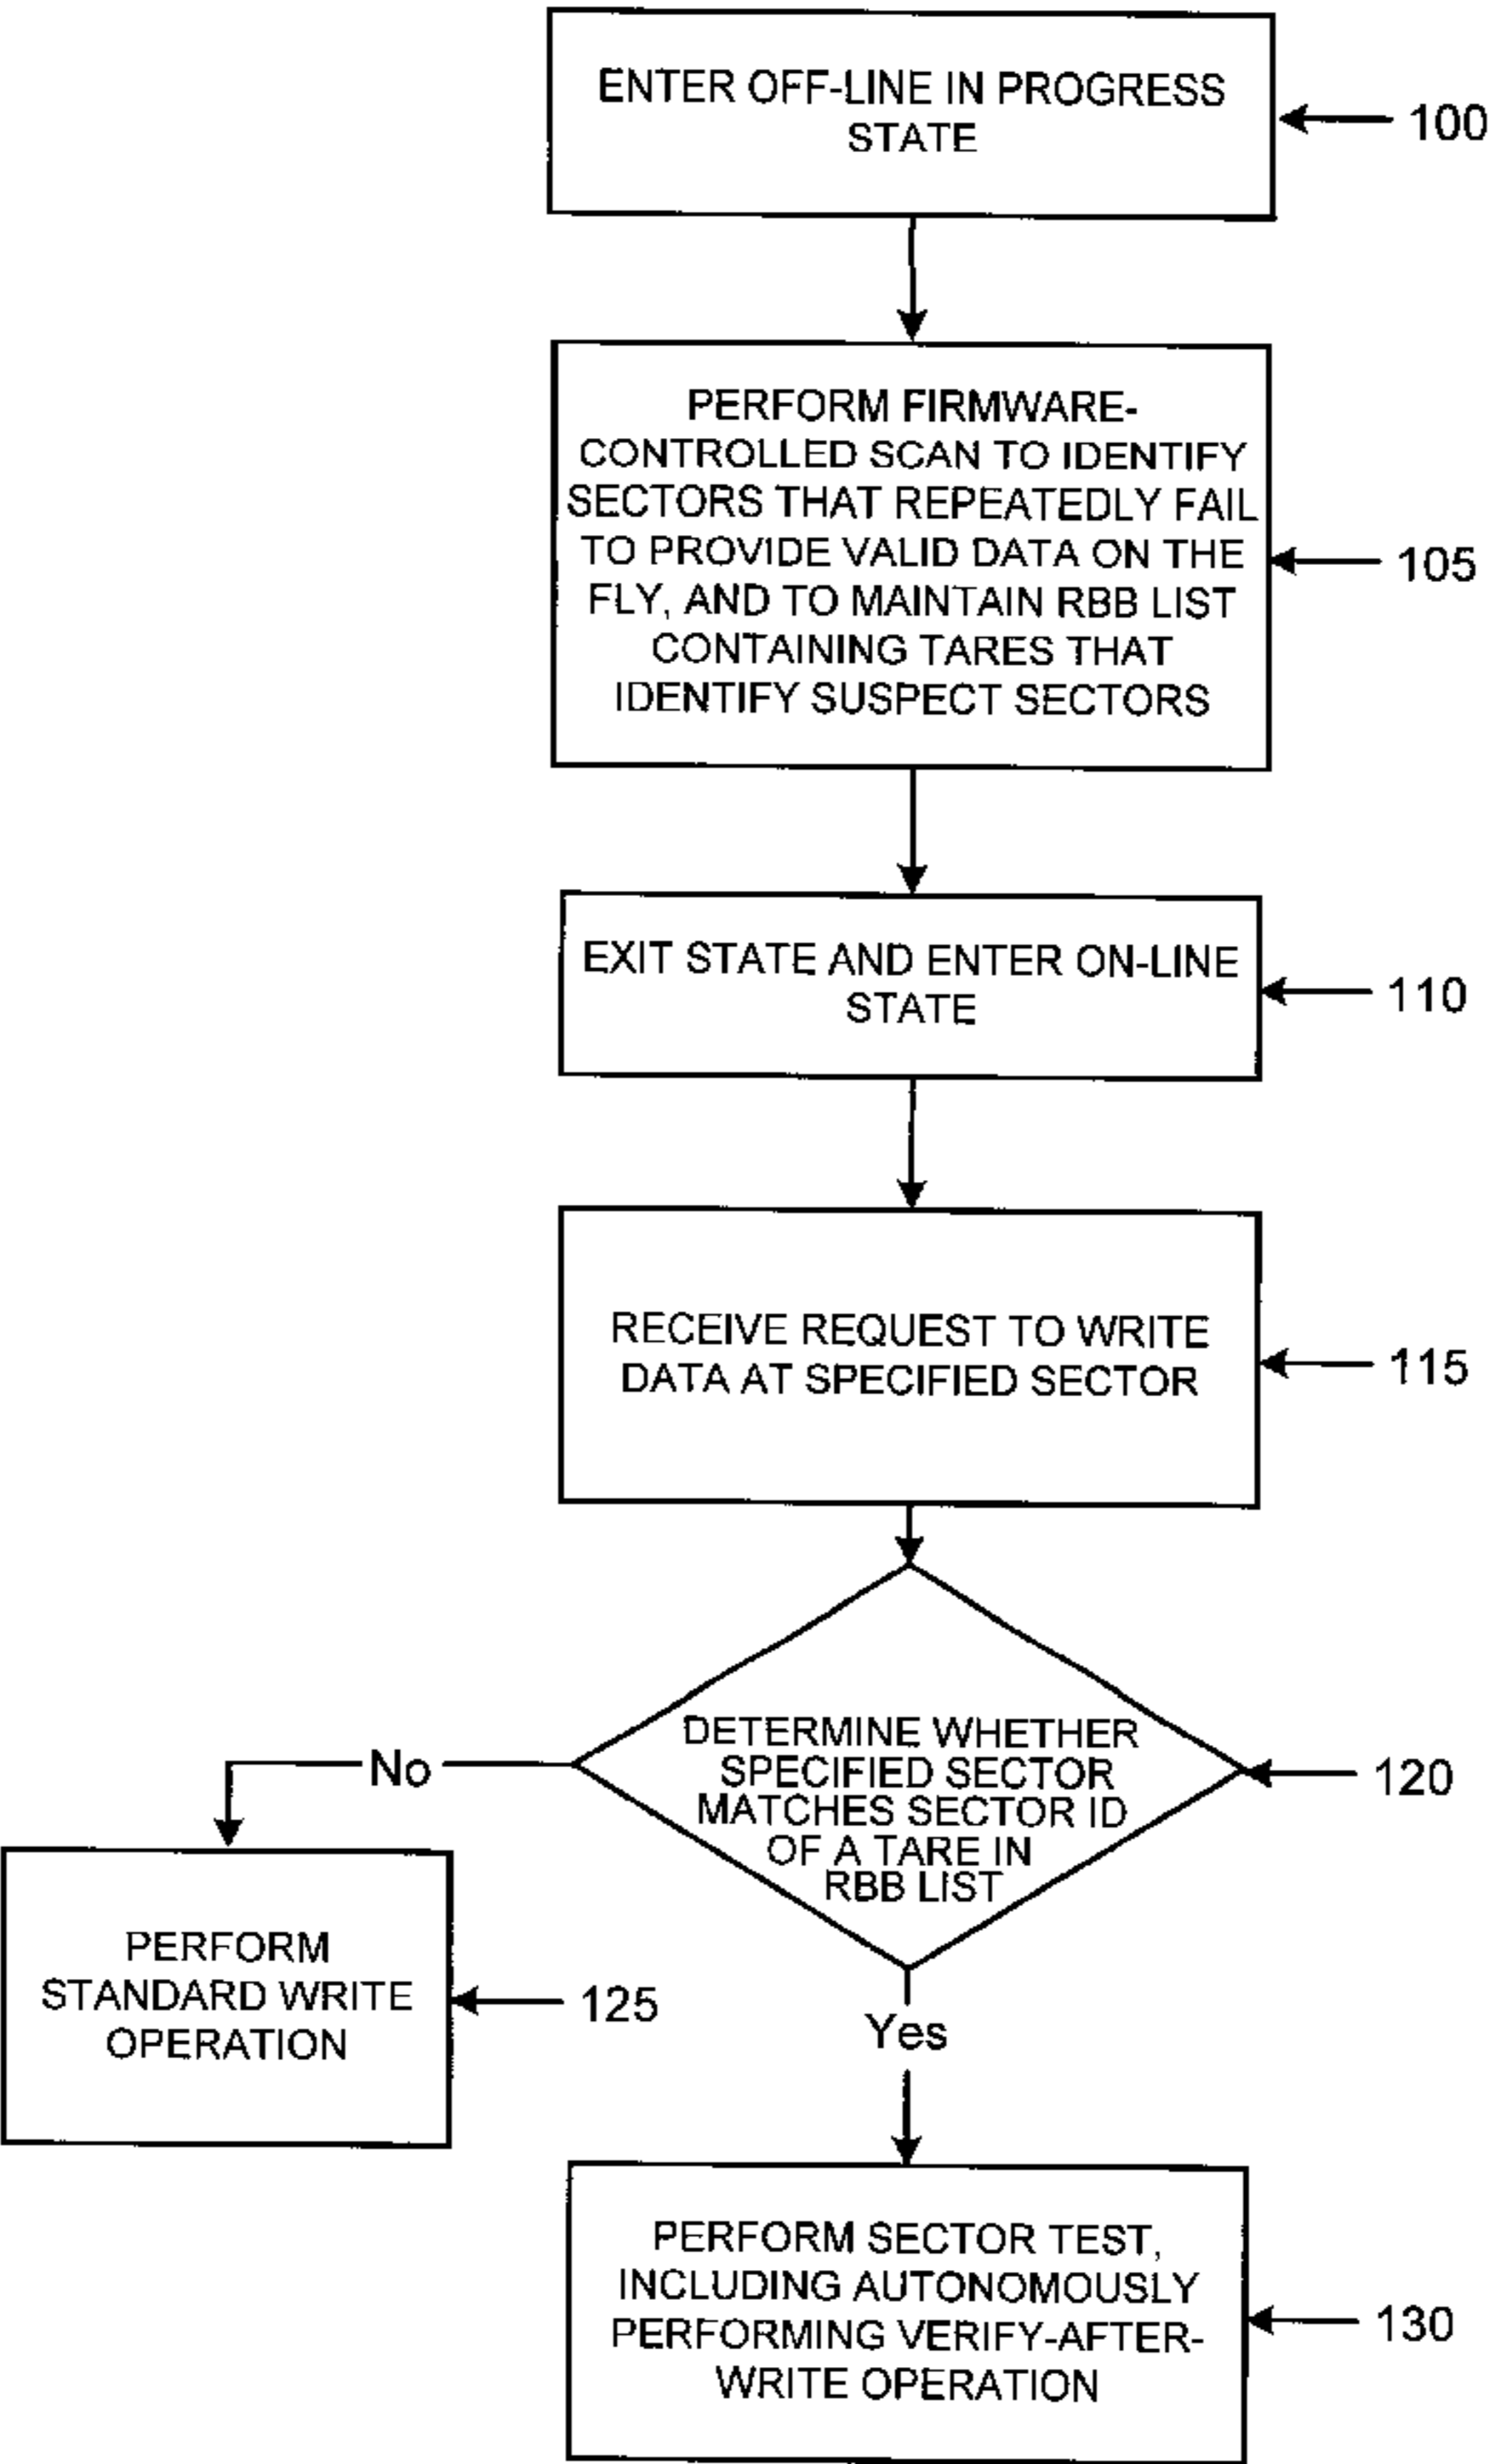 ENTER OFF-LINE IN PROGRESS
STATE
100
PERFORM FIRMWARE-
CONTROLLED SCAN TO IDENTIFY
SECTORS THAT REPEATEDLY FAIL
TO PROVIDE VALID DATA ON THE
FLY, AND TO MAINTAIN RBB LIST
CONTAINING TARES THAT
IDENTIFY SUSPECT SECTORS
105
EXIT STATE AND ENTER ON-LINE
STATE
110
RECEIVE REQUEST TO WRITE
DATA AT SPECIFIED SECTOR
115
DETERMINE WHETHER
SPECIFIED SECTOR
MATCHES SECTOR ID
OF A TARE IN
RBB LIST
120
No
PERFORM
STANDARD WRITE
OPERATION
125
Yes
PERFORM SECTOR TEST,
INCLUDING AUTONOMOUSLY
PERFORMING VERIFY-AFTER-
WRITE OPERATION
130